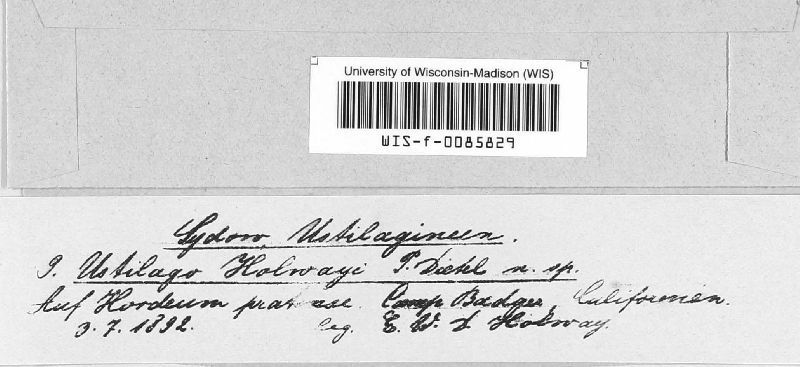 University of Wisconsin-Madison (WIS)
WIS-f-0085829
Sydow, Ustilagineen.
9. Ustilago Holwayi P. Dietel n. sp.
Auf Hordeum pratense. Camp Badger, Californien.
3. 7. 1892. leg. E. W. D. Holway.